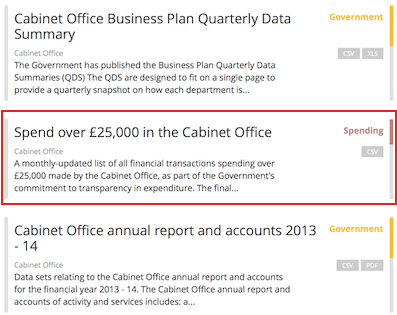 Cabinet Office Business Plan Quarterly Data
Summary
Government
Cabinet Office
CSV XLS
The Government has published the Business Plan Quarterly Data
Summaries (QDS) The QDS are designed to fit on a single page to
provide a quarterly snapshot on how each department is...
Spend over £25,000 in the Cabinet Office
Spending
Cabinet Office
CSV
A monthly-updated list of all financial transactions spending over
£25,000 made by the Cabinet Office, as part of the Government's
commitment to transparency in expenditure. The final...
Cabinet Office annual report and accounts 2013
- 14
Government
Cabinet Office
CSV PDF
Data sets relating to the Cabinet Office annual report and accounts
for the financial year 2013 - 14. The Cabinet Office annual report and
accounts of activity and services includes: a...